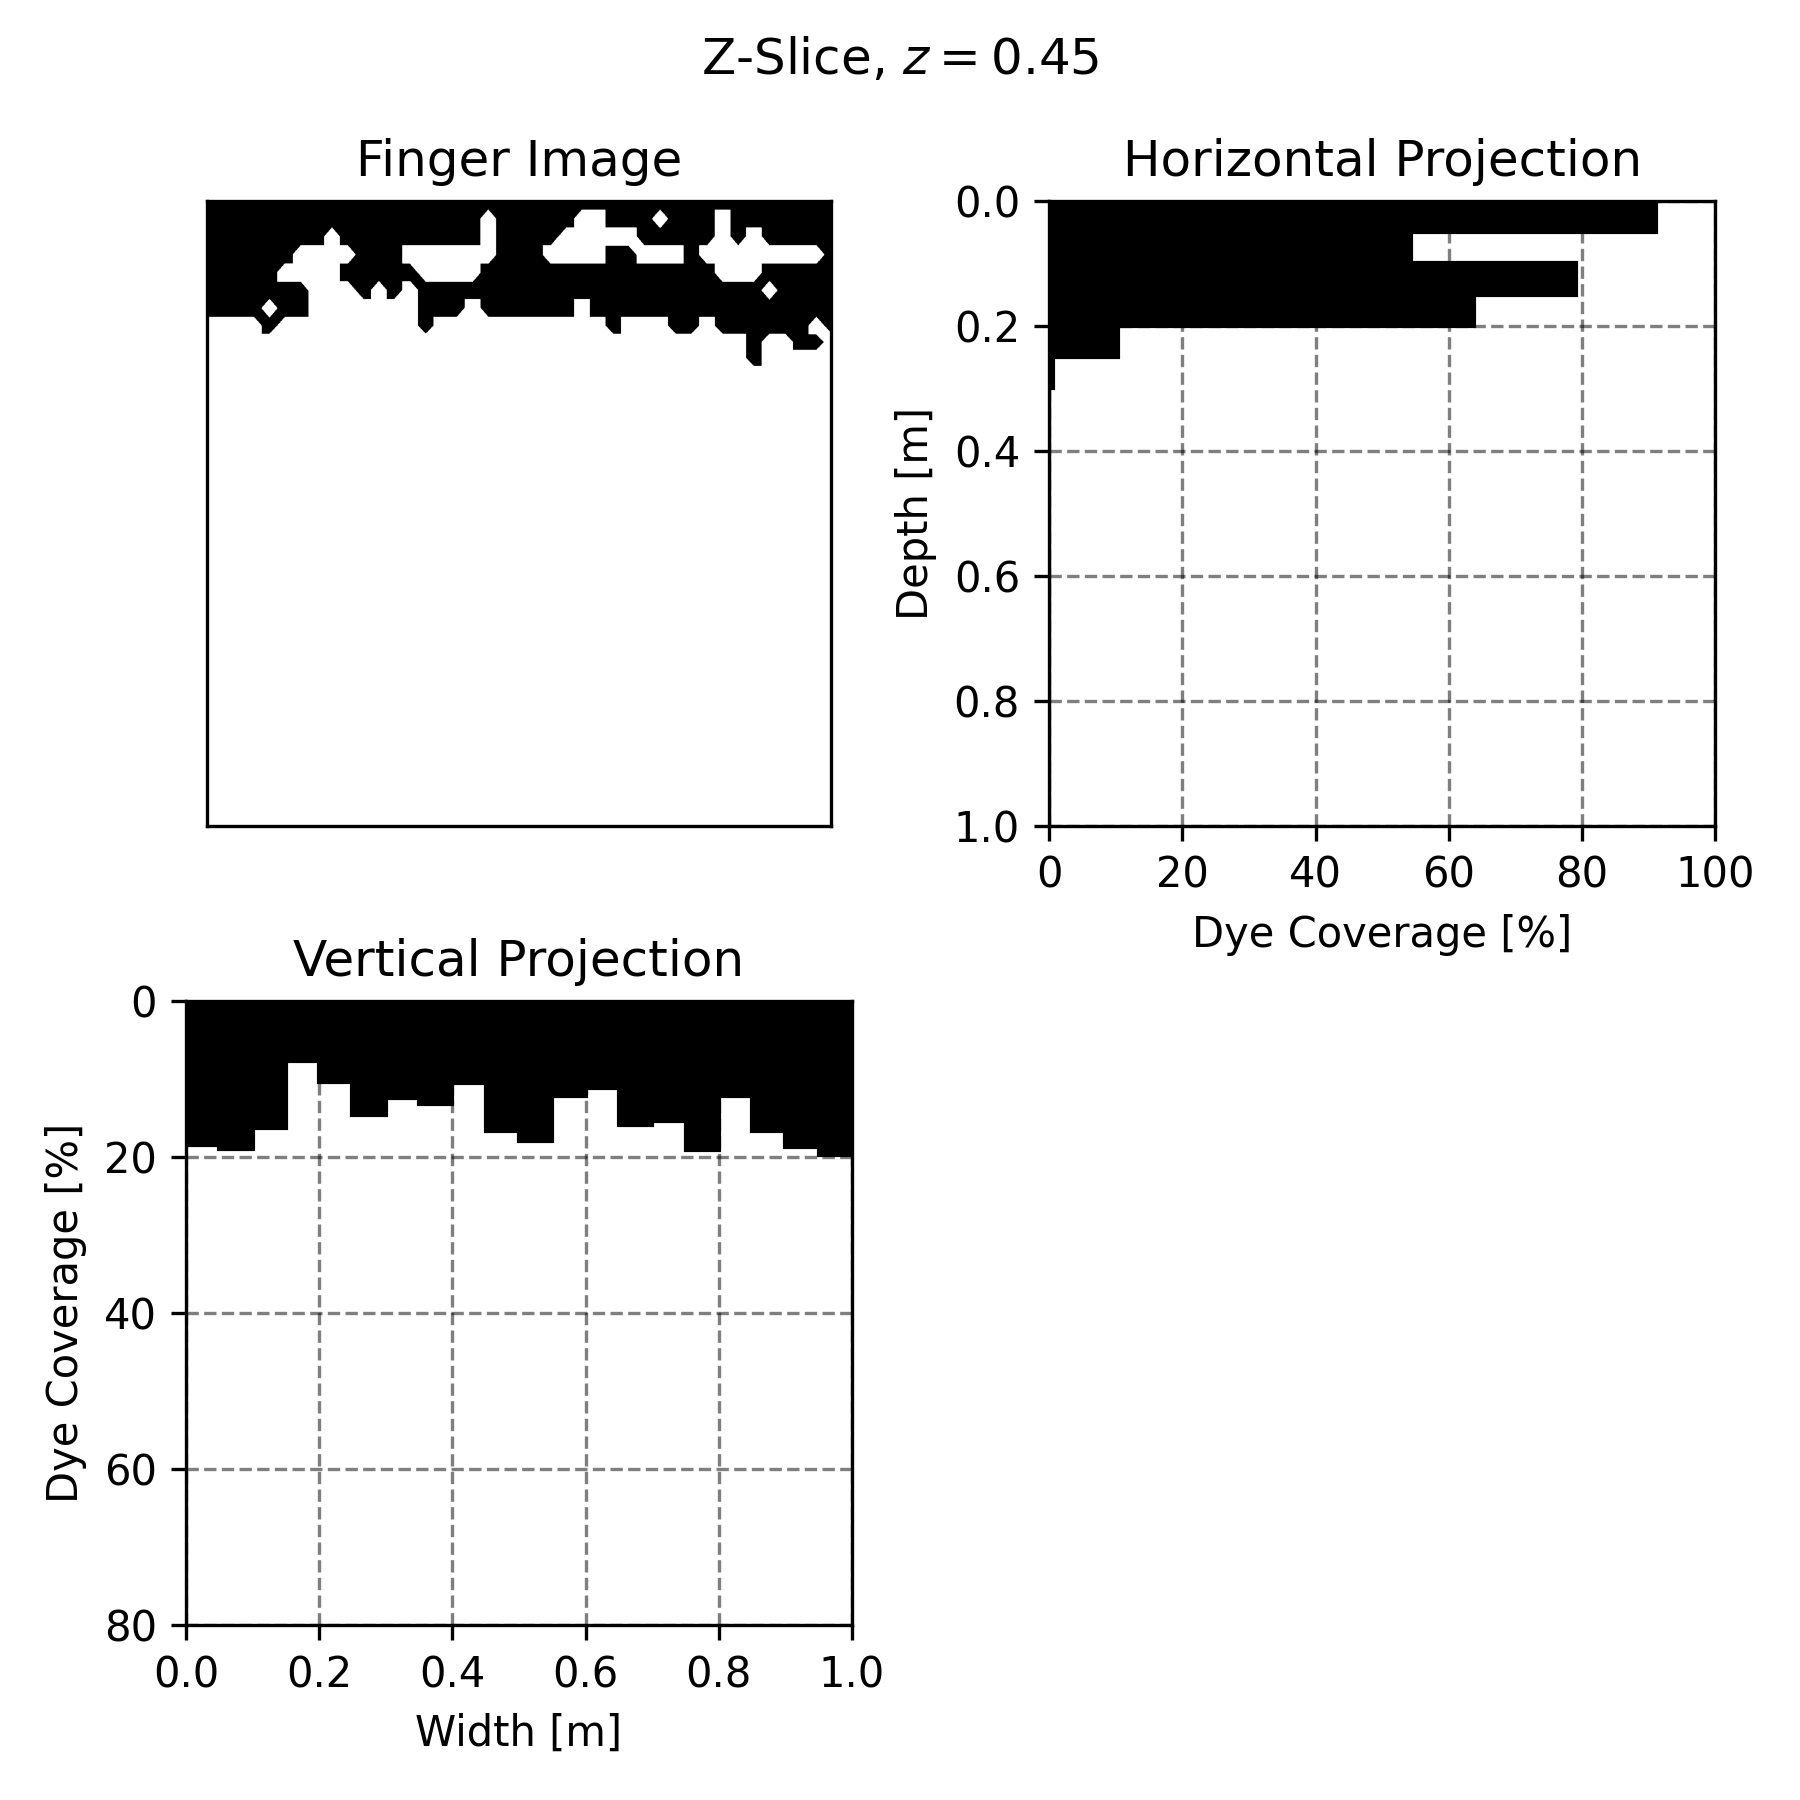 Z-Slice, z = 0.45
Finger Image
Horizontal Projection
0.0
0.2
0.4
0.6
0.8
1.0
Depth [m]
0 20 40 60 80 100
Dye Coverage [%]
Vertical Projection
0
20
40
60
80
Dye Coverage [%]
0.0 0.2 0.4 0.6 0.8 1.0
Width [m]